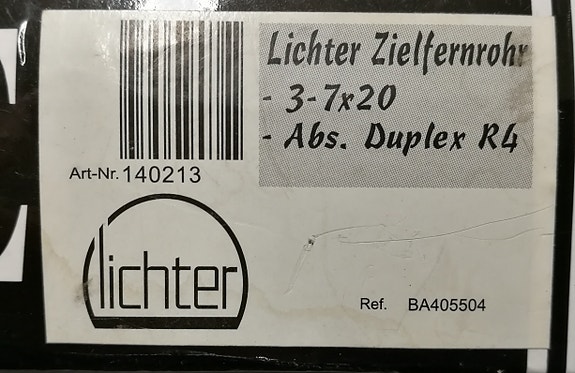 Lichter Zielfernrohr
- 3-7x20
- Abs. Duplex R4
Art-Nr. 140213
lichter
Ref. BA405504